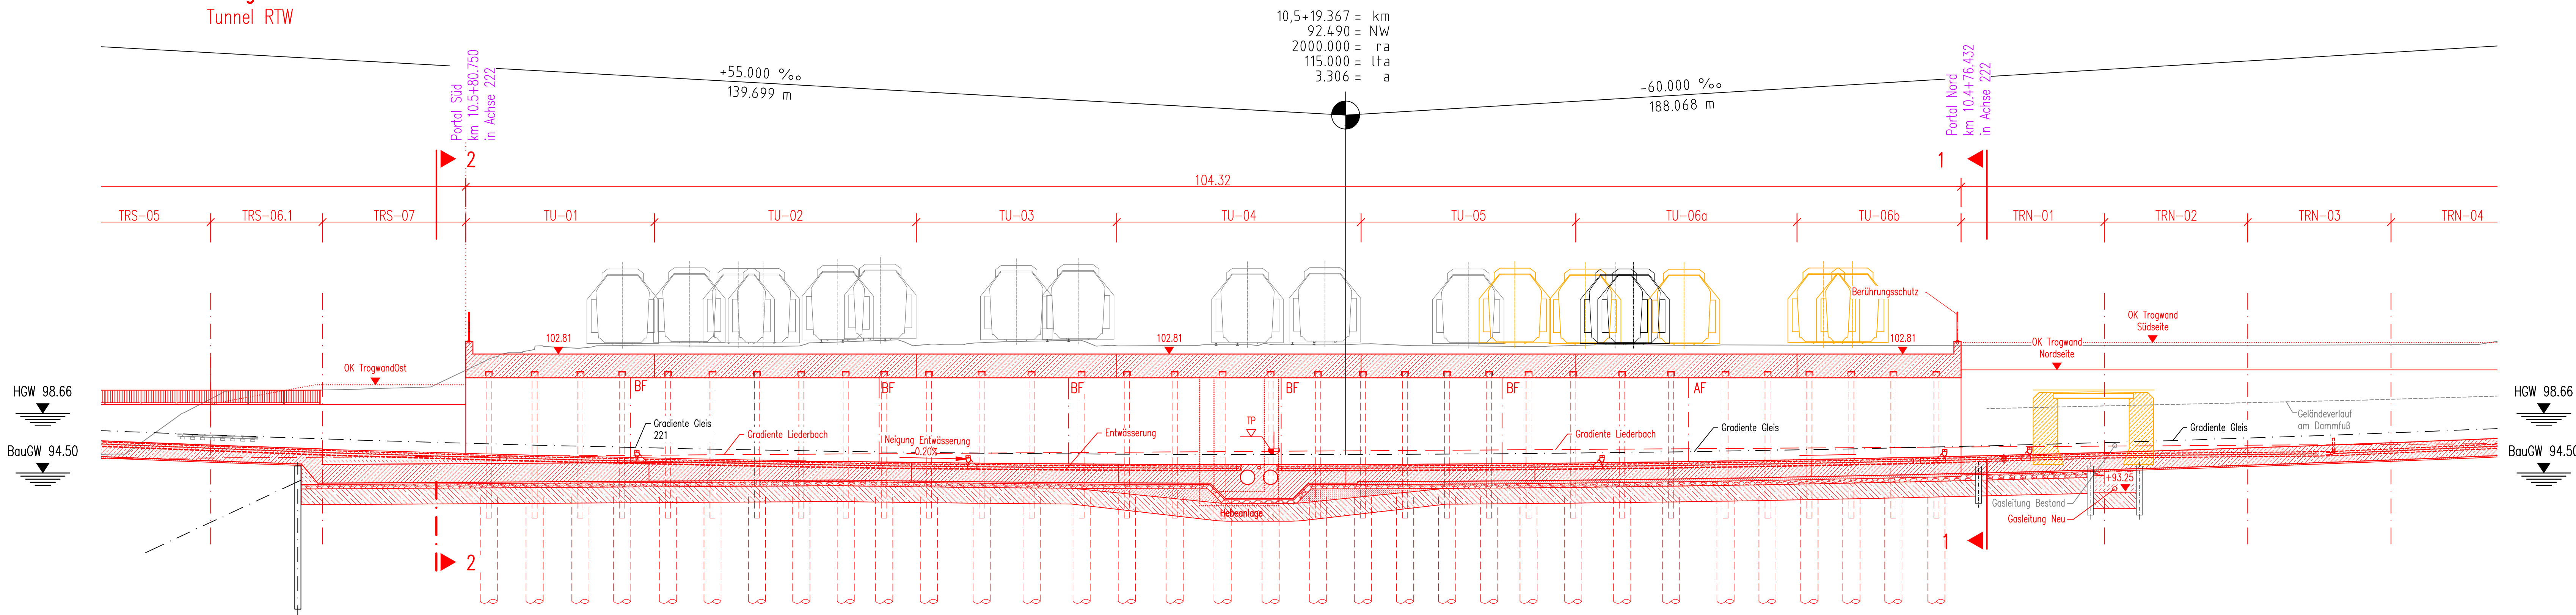 Tunnel RTW
10,5+19.367 = km
92.490 = NW
2000.000 = ra
115.000 = lta
3.306 = a
+55.000 ‰
139.699 m
-60.000 ‰
188.068 m
Portal Süd
km 10.5+80.750
in Achse 222
Portal Nord
km 10.4+76.432
in Achse 222
2
1
104.32
TRS-05
TRS-06.1
TRS-07
TU-01
TU-02
TU-03
TU-04
TU-05
TU-06a
TU-06b
TRN-01
TRN-02
TRN-03
TRN-04
Berührungsschutz
OK Trogwand
Südseite
102.81
102.81
102.81
OK Trogwand
Nordseite
OK TrogwandOst
HGW 98.66
BF
BF
BF
BF
BF
AF
HGW 98.66
Geländeverlauf
am Dammfuß
Gradiente Gleis
221
Gradiente Liederbach
Neigung Entwässerung
0.20%
Entwässerung
TP
Gradiente Liederbach
Gradiente Gleis
Gradiente Gleis
BauGW 94.50
BauGW 94.50
+93.25
Gasleitung Bestand
Gasleitung Neu
Hebeanlage
2
1